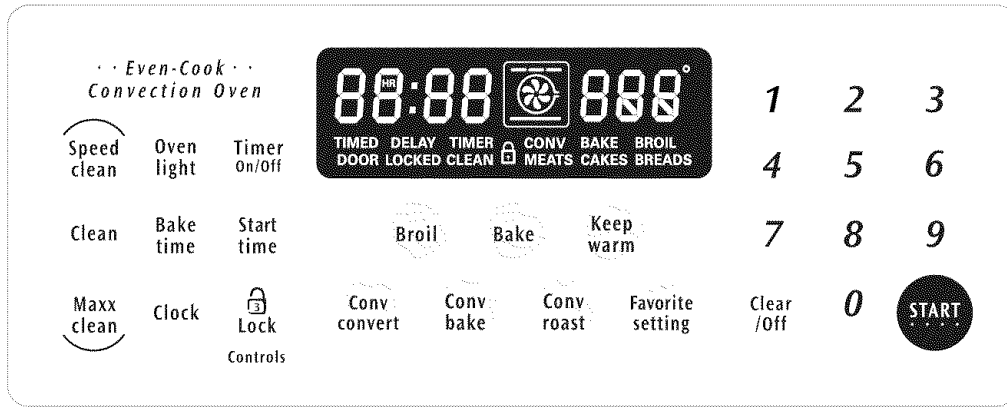 · · Even-Cook · ·
Convection Oven
Speed
clean
Oven
light
Timer
On/Off
Clean
Bake
time
Start
time
Maxx
clean
Clock
3
Lock
Controls
88:88
HR
888°
TIMED DELAY TIMER CONV BAKE BROIL
DOOR LOCKED CLEAN MEATS CAKES BREADS
Broil
Bake
Keep
warm
Conv
convert
Conv
bake
Conv
roast
Favorite
setting
1 2 3
4 5 6
7 8 9
Clear
/Off
0
START